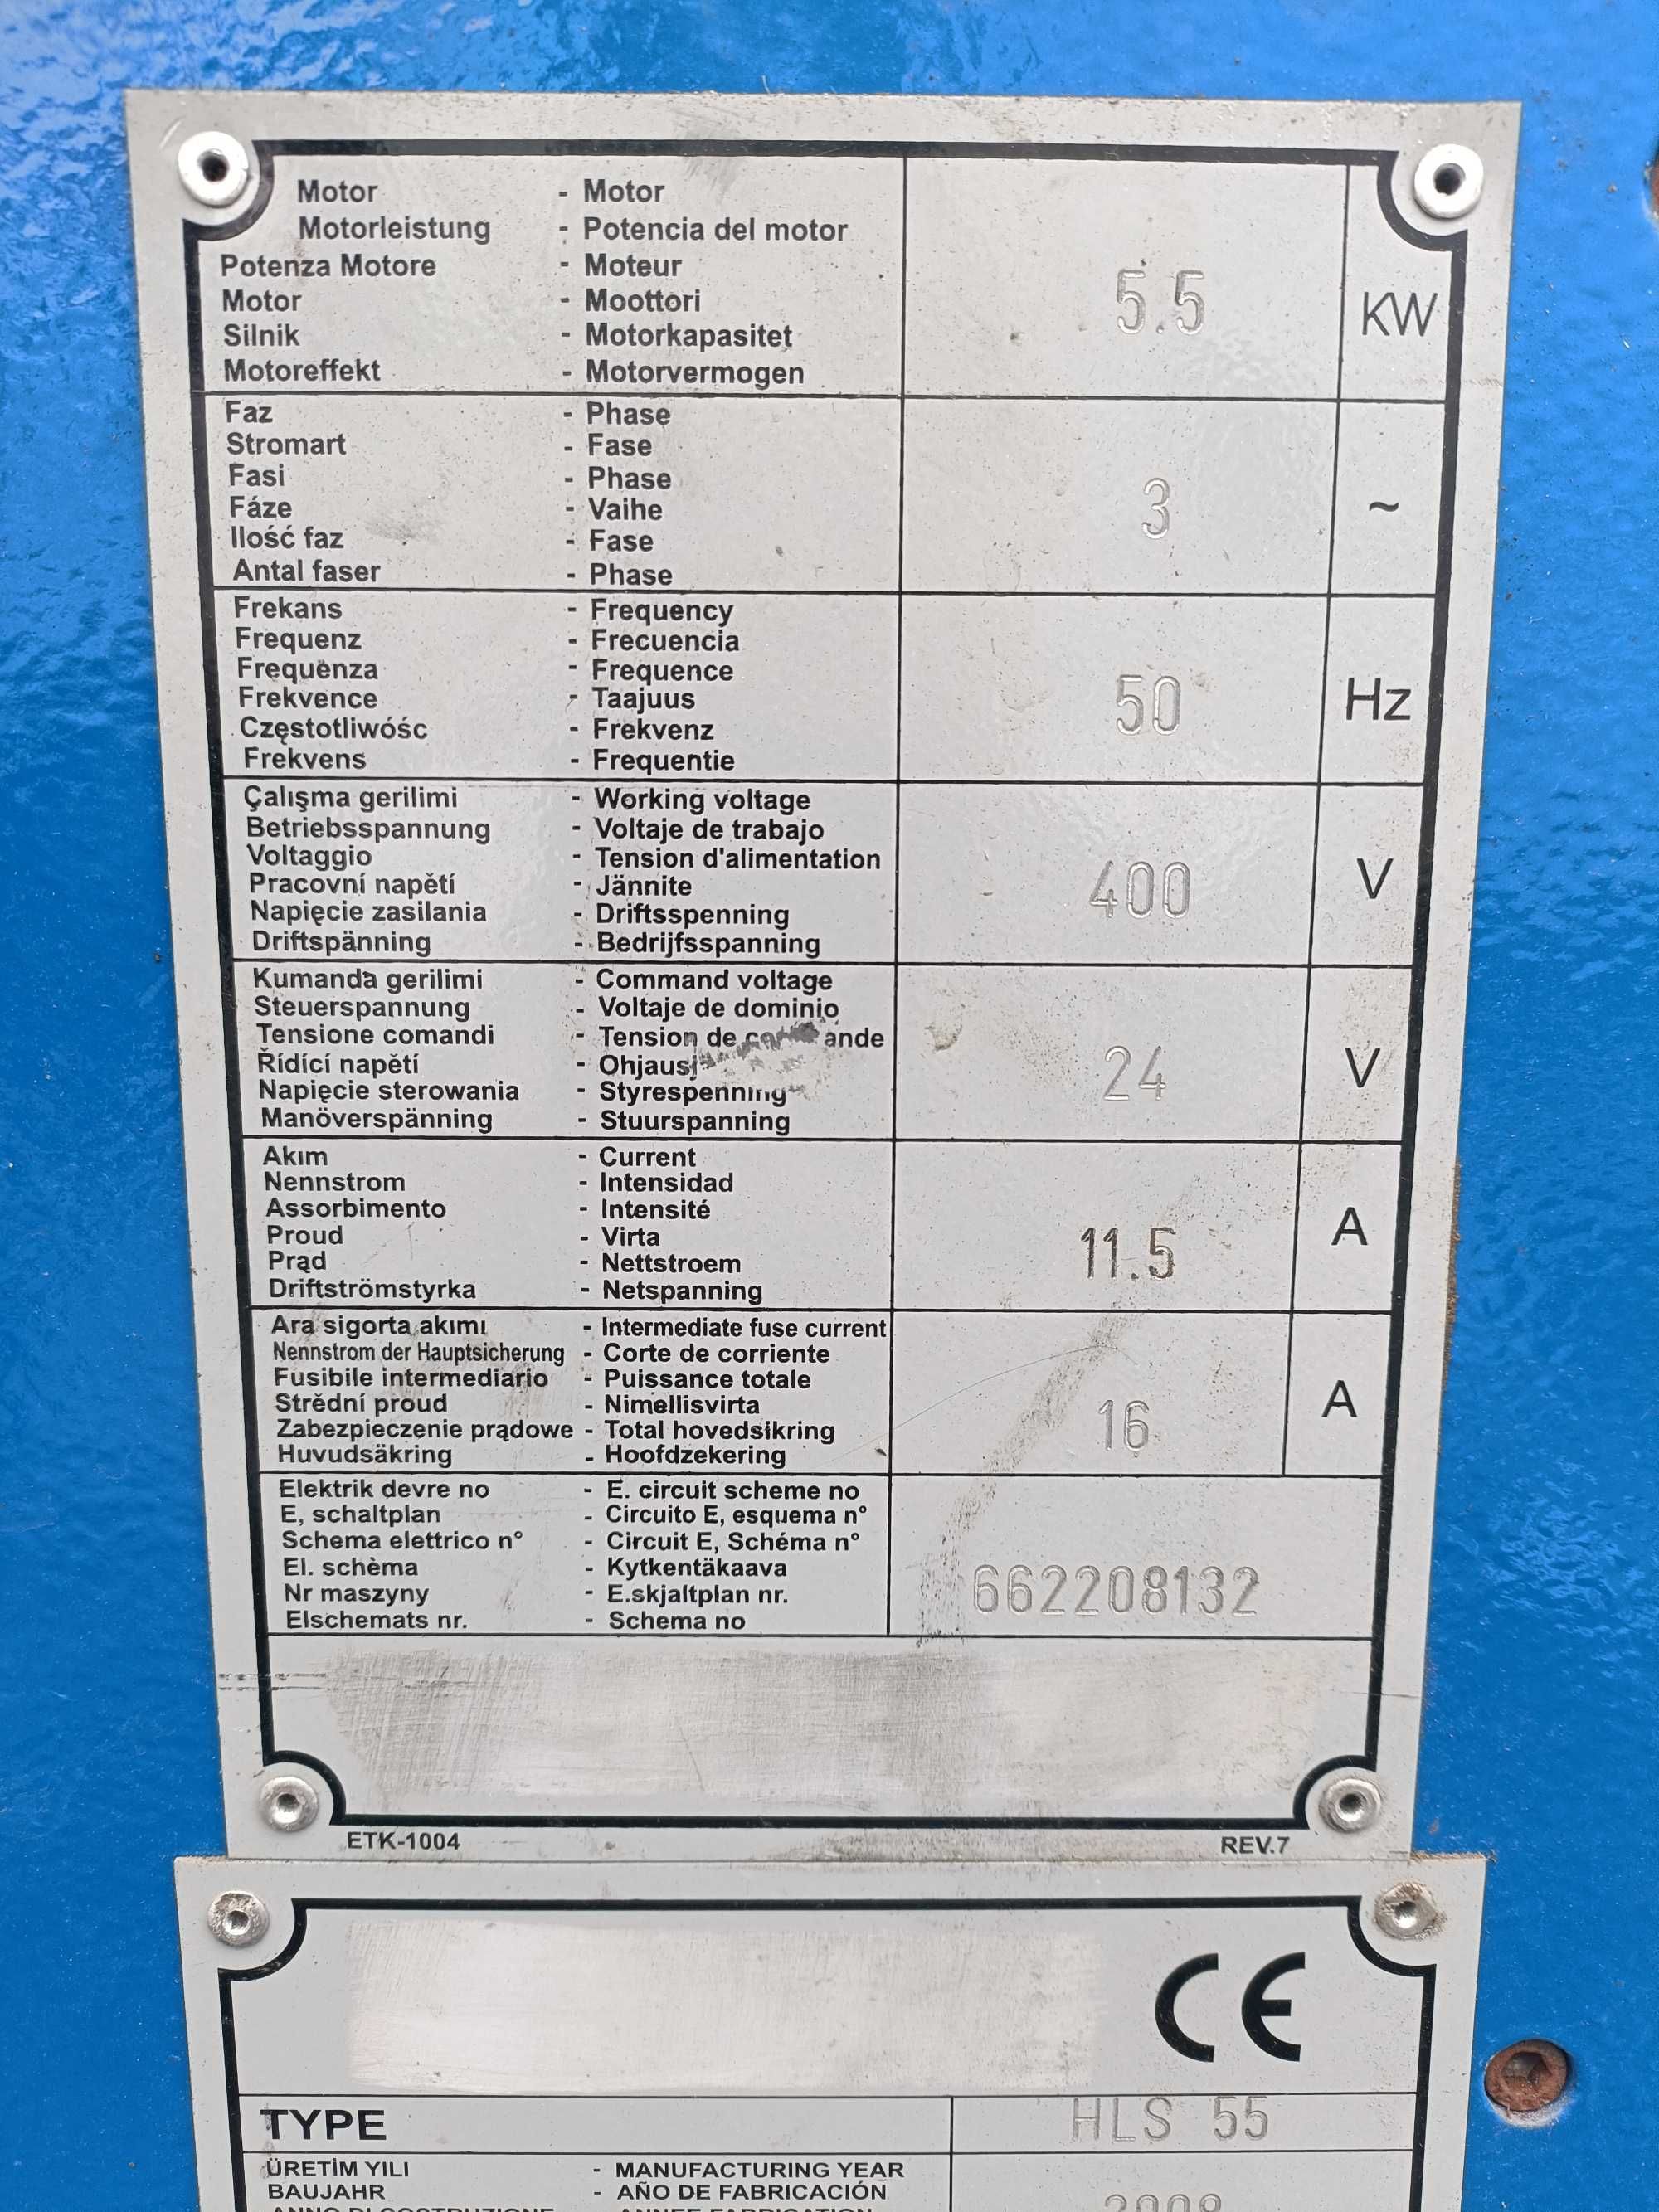 Motor - Motor
Motorleistung - Potencia del motor
Potenza Motore - Moteur
Motor - Moottori
Silnik - Motorkapasitet
Motoreffekt - Motorvermogen
5.5 KW
Faz - Phase
Stromart - Fase
Fasi - Phase
Fáze - Vaihe
Ilość faz - Fase
Antal faser - Phase
3 ~
Frekans - Frequency
Frequenz - Frecuencia
Frequenza - Frequence
Frekvence - Taajuus
Częstotliwóśc - Frekvenz
Frekvens - Frequentie
50 Hz
Çalışma gerilimi - Working voltage
Betriebsspannung - Voltaje de trabajo
Voltaggio - Tension d'alimentation
Pracovní napětí - Jännite
Napięcie zasilania - Driftsspenning
Driftspänning - Bedrijfsspanning
400 V
Kumanda gerilimi - Command voltage
Steuerspannung - Voltaje de dominio
Tensione comandi - Tension de
Řídící napětí -
Napięcie sterowania - Styrespenning
Manöverspänning - Stuurspanning
24 V
Akım - Current
Nennstrom - Intensidad
Assorbimento - Intensité
Proud - Virta
Prąd - Nettstroem
Driftströmstyrka - Netspanning
11.5 A
Ara sigorta akımı - Intermediate fuse current
Nennstrom der Hauptsicherung - Corte de corriente
Fusibile intermediario - Puissance totale
Strědní proud - Nimellisvirta
Zabezpieczenie prądowe - Total hovedsikring
Huvudsäkring - Hoofdzekering
16 A
Elektrik devre no - E. circuit scheme no
E, schaltplan - Circuito E, esquema n°
Schema elettrico n° - Circuit E, Schéma n°
El. schèma - Kytkentäkaava
Nr maszyny - E.skjaltplan nr.
Elschemats nr. - Schema no
662208132
ETK-1004 REV.7
CE
TYPE HLS 55
ÜRETİM YILI - MANUFACTURING YEAR
BAUJAHR - AÑO DE FABRICACIÓN